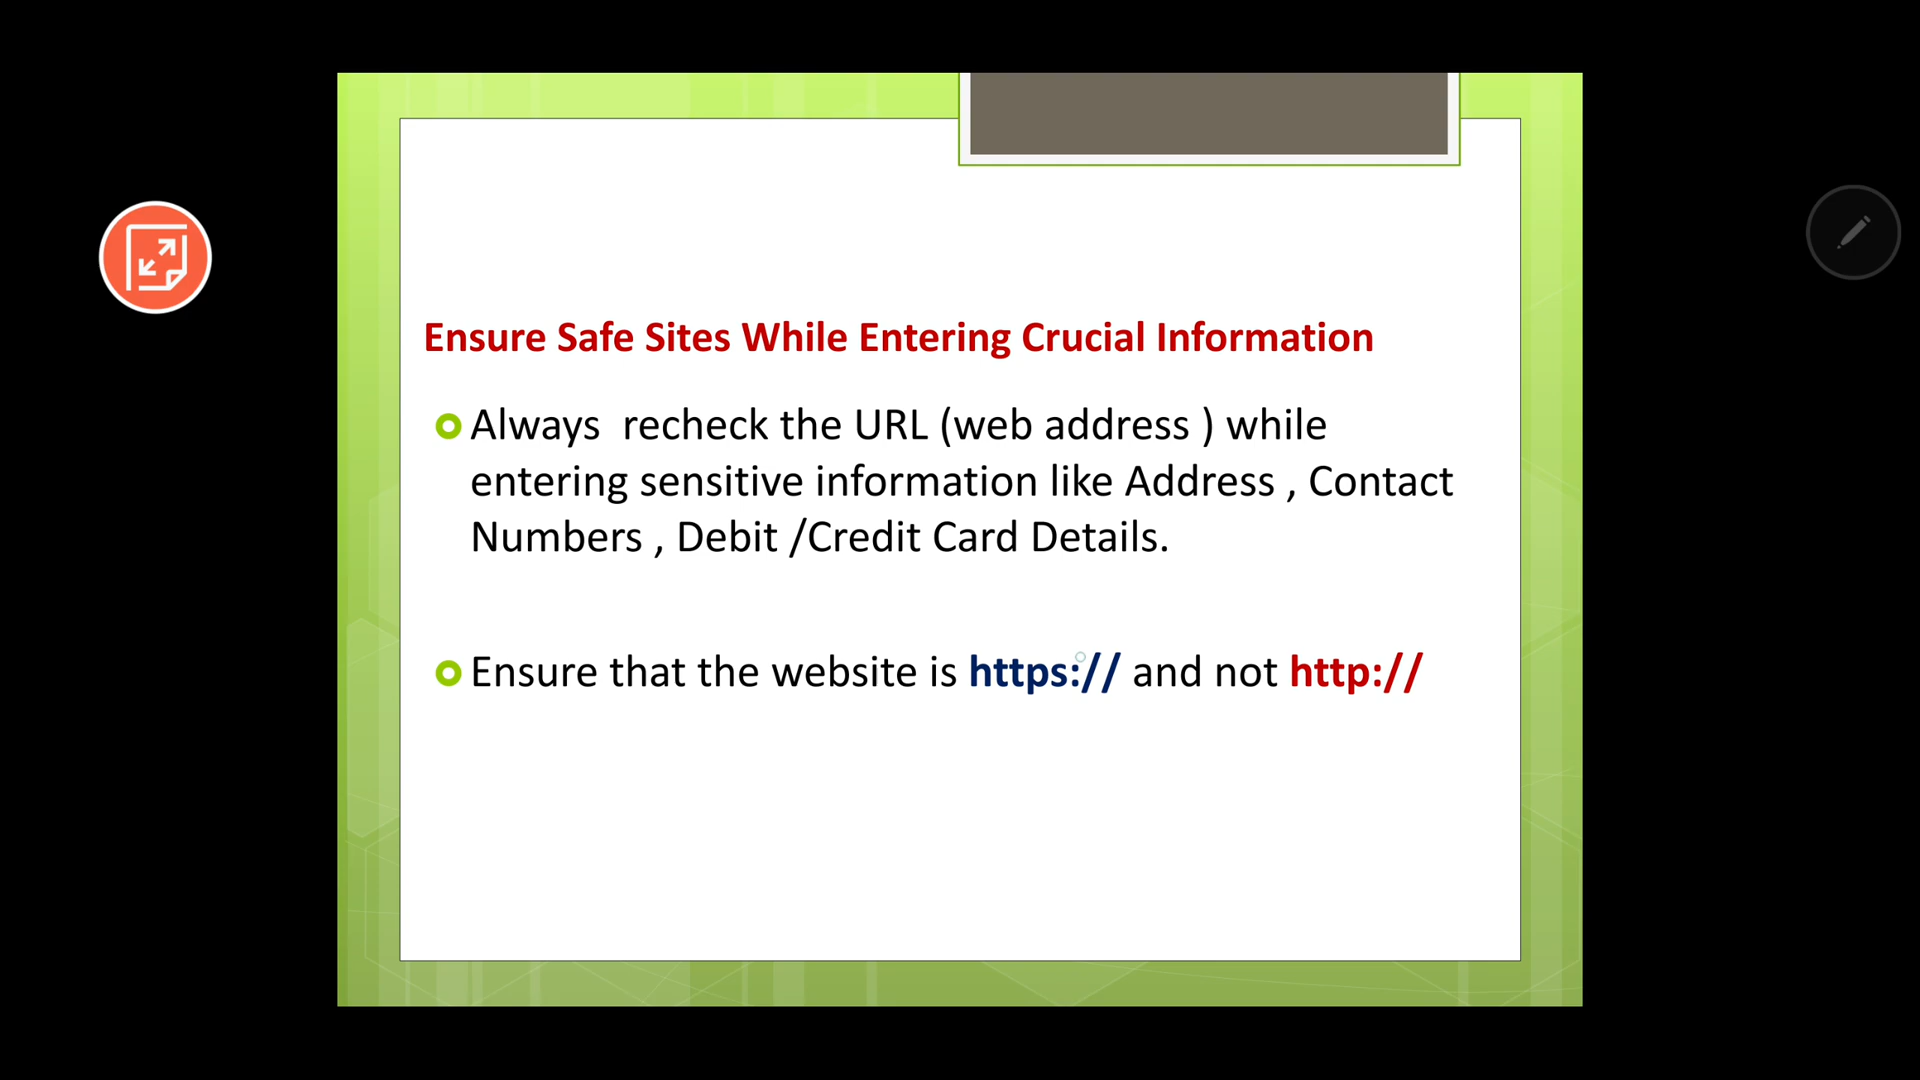 Ensure Safe Sites While Entering Crucial Information
Always  recheck the URL (web address ) while
entering sensitive information like Address , Contact
Numbers , Debit /Credit Card Details.
Ensure that the website is https:// and not http://